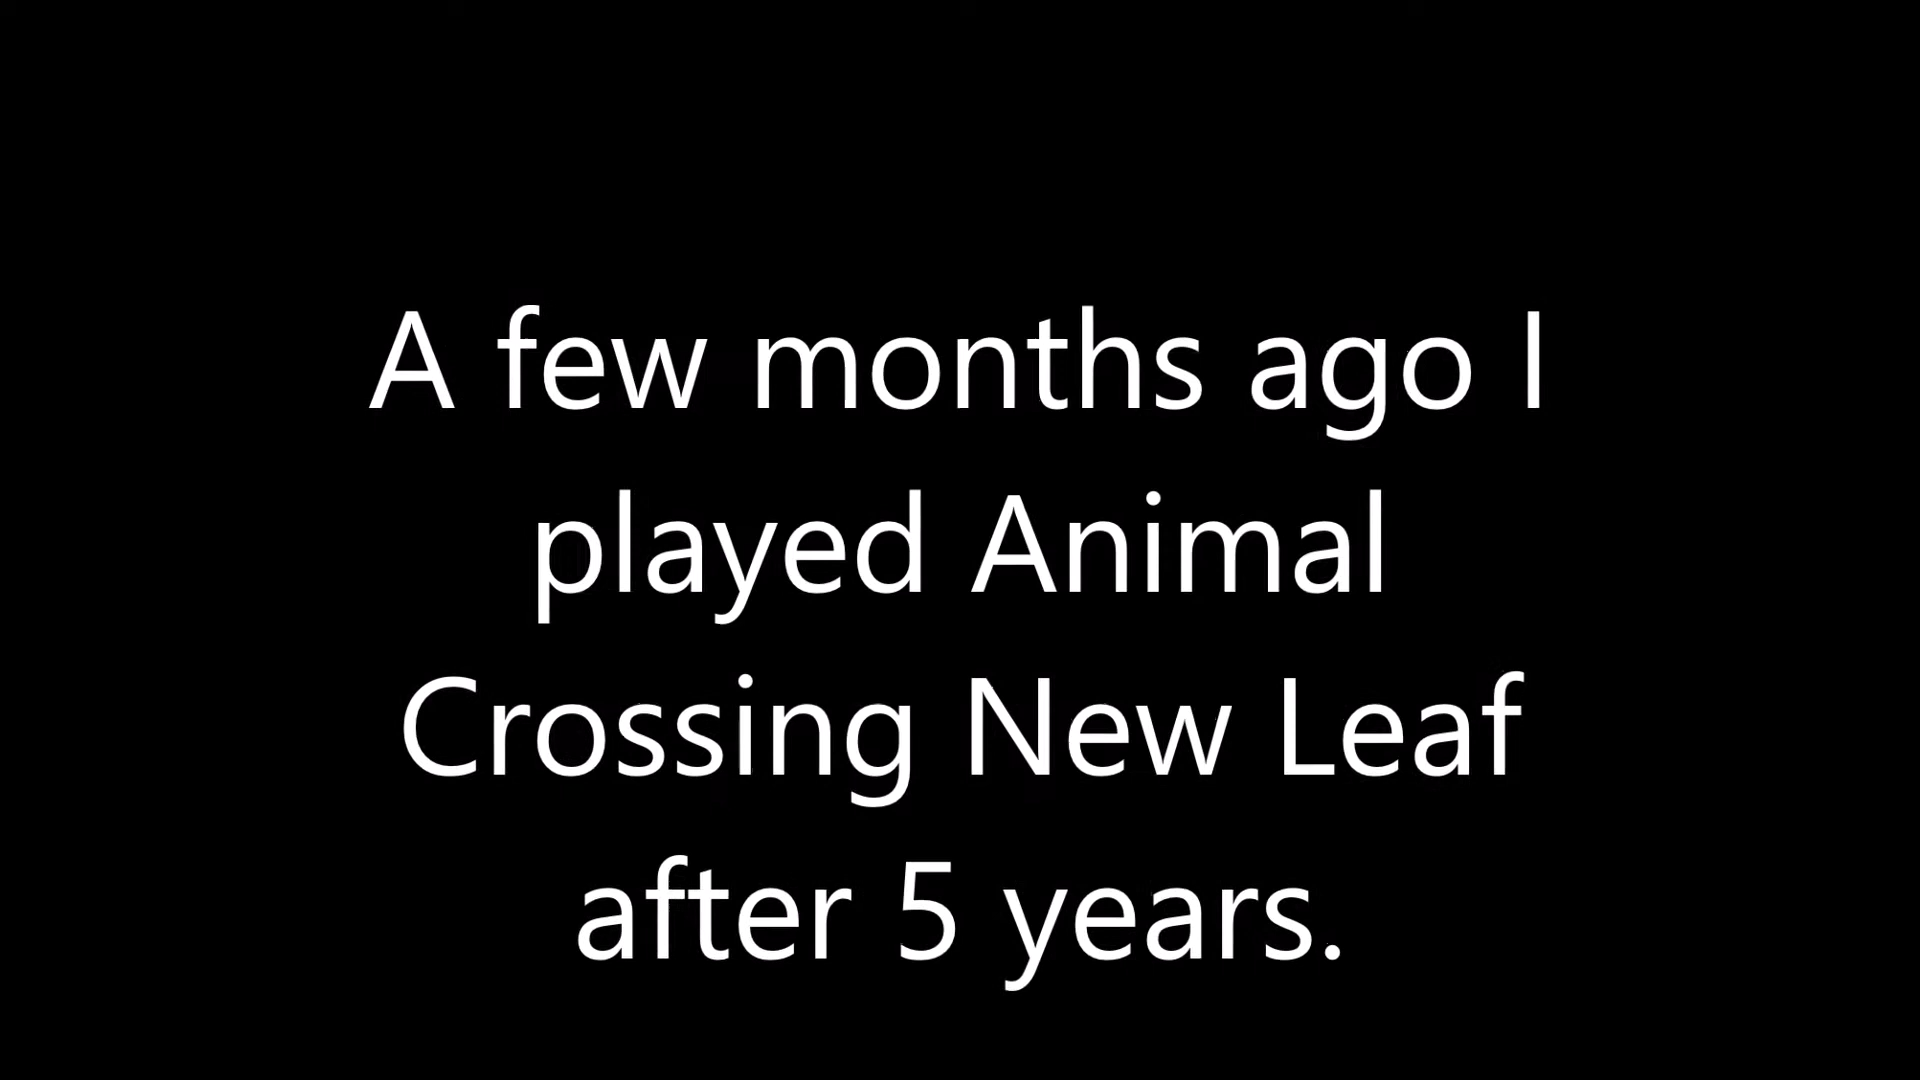 A few months ago I
played Animal
Crossing New Leaf
after 5 years.